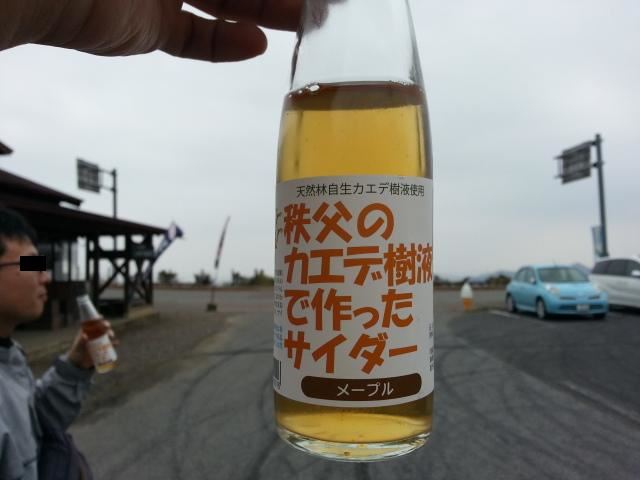 天然林自生カエデ樹液使用
秩父の
カエデ樹液
で作った
サイダー
メープル